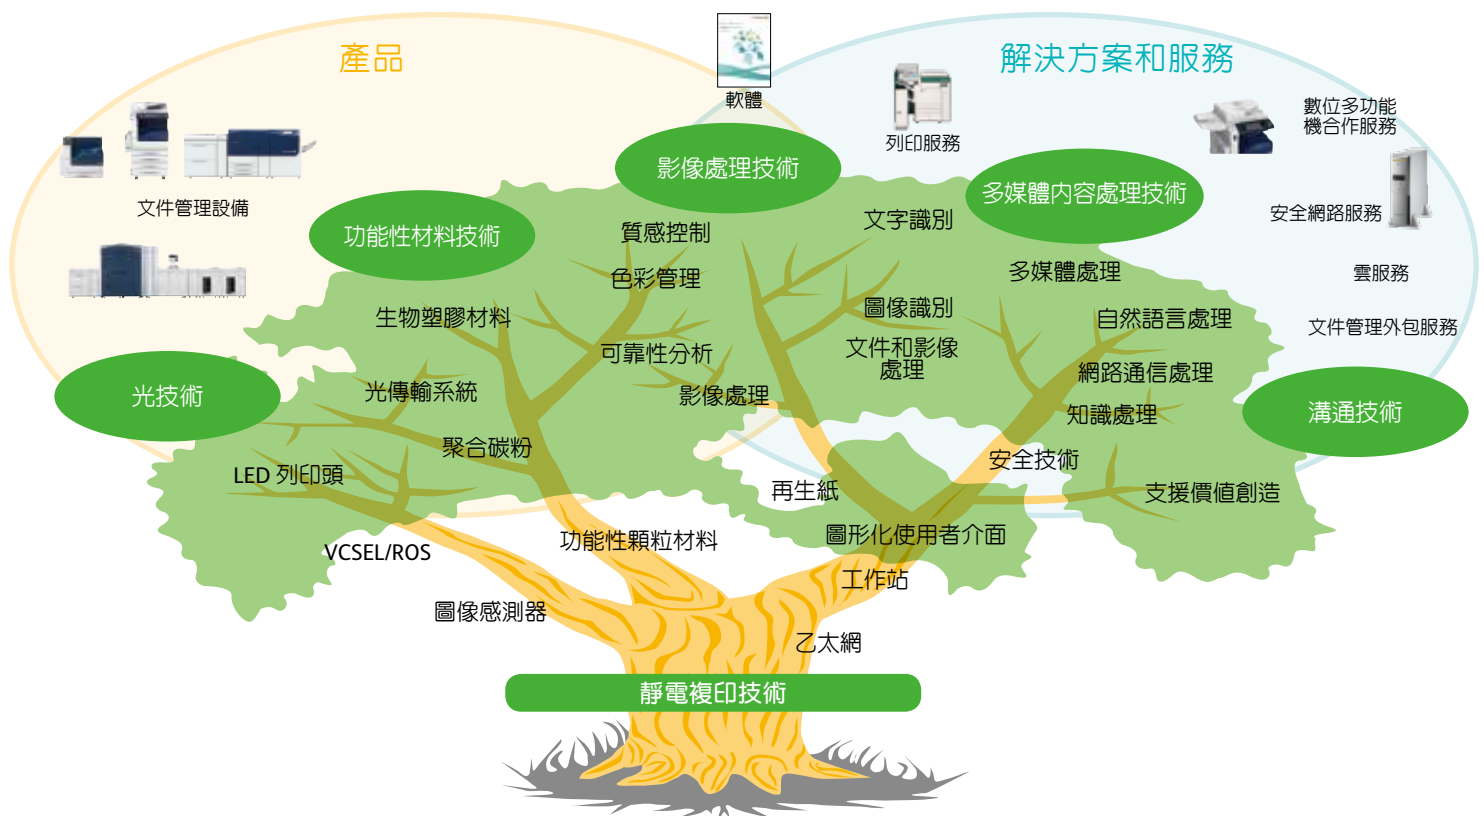 產品
解決方案和服務
軟體
列印服務
數位多功能
機合作服務
文件管理設備
影像處理技術
多媒體內容處理技術
安全網路服務
功能性材料技術
質感控制
文字識別
色彩管理
多媒體處理
雲服務
生物塑膠材料
圖像識別
自然語言處理
文件管理外包服務
可靠性分析
文件和影像
處理
光技術
光傳輸系統
影像處理
網路通信處理
知識處理
溝通技術
聚合碳粉
安全技術
LED 列印頭
再生紙
支援價值創造
VCSEL/ROS
功能性顆粒材料
圖形化使用者介面
工作站
圖像感測器
乙太網
靜電複印技術